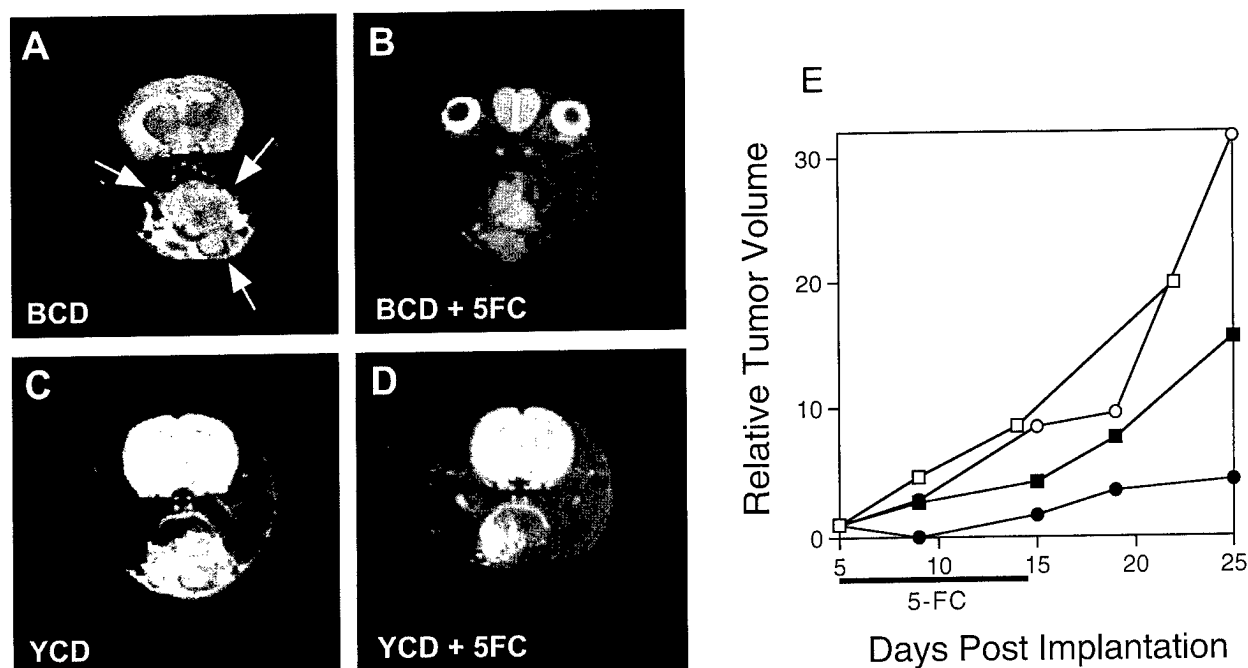 A
BCD
B
BCD + 5FC
C
YCD
D
YCD + 5FC
E
Relative Tumor Volume
30
20
10
0
5
10
15
20
25
5-FC
Days Post Implantation